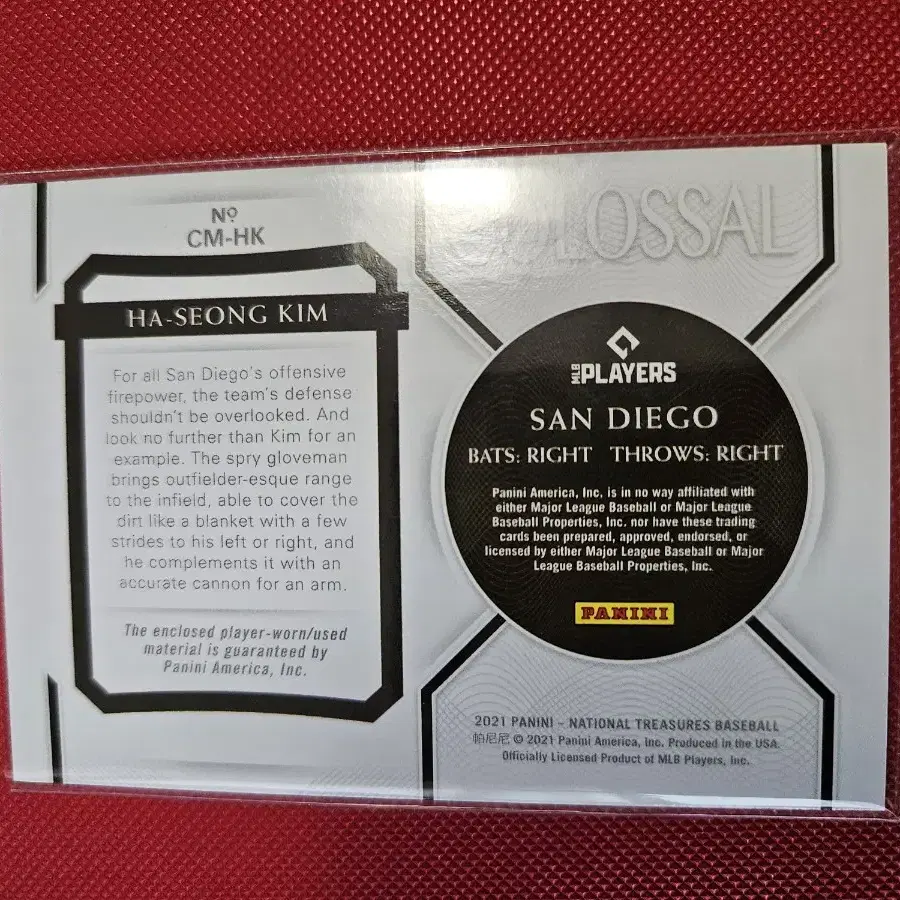 Nº
CM-HK
HA-SEONG KIM
For all San Diego's offensive
firepower, the team's defense
shouldn't be overlooked. And
look no further than Kim for an
example. The spry gloveman
brings outfielder-esque range
to the infield, able to cover the
dirt like a blanket with a few
strides to his left or right, and
he complements it with an
accurate cannon for an arm.
The enclosed player-worn/used
material is guaranteed by
Panini America, Inc.
COLOSSAL
MLB PLAYERS
SAN DIEGO
BATS: RIGHT THROWS: RIGHT
Panini America, Inc. is in no way affiliated with
either Major League Baseball or Major League
Baseball Properties, Inc. nor have these trading
cards been prepared, approved, endorsed, or
licensed by either Major League Baseball or Major
League Baseball Properties, Inc.
PANINI
2021 PANINI - NATIONAL TREASURES BASEBALL
帕尼尼 © 2021 Panini America, Inc. Produced in the USA.
Officially Licensed Product of MLB Players, Inc.